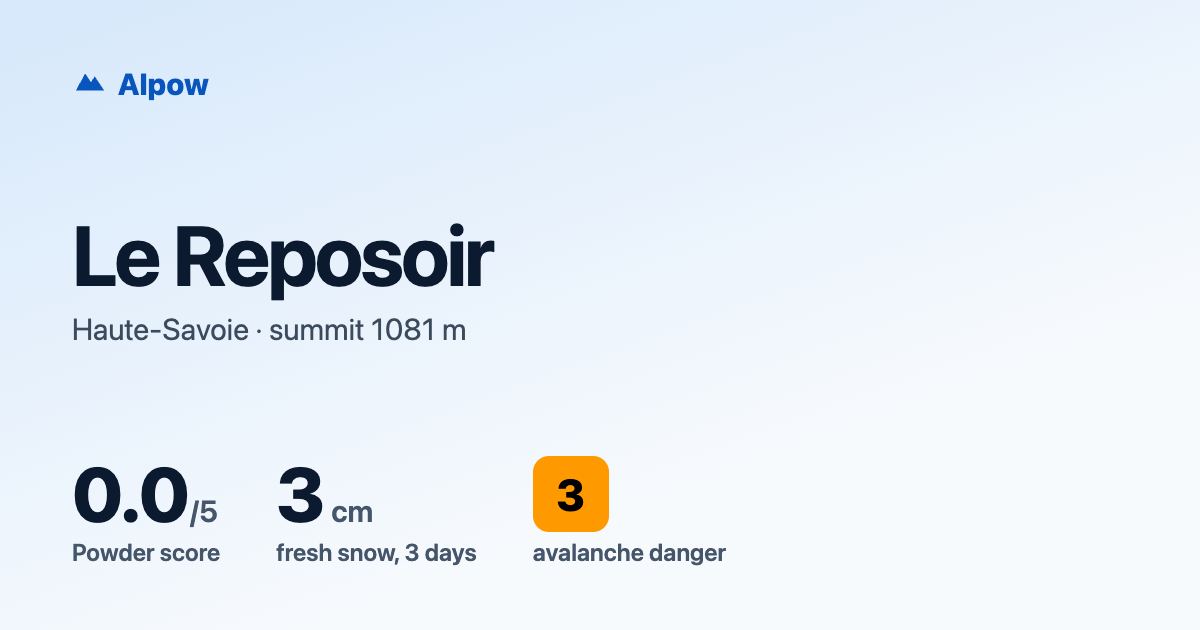 Alpow
Le Reposoir
Haute-Savoie · summit 1081 m
0.0/5
Powder score
3 cm
fresh snow, 3 days
3
avalanche danger